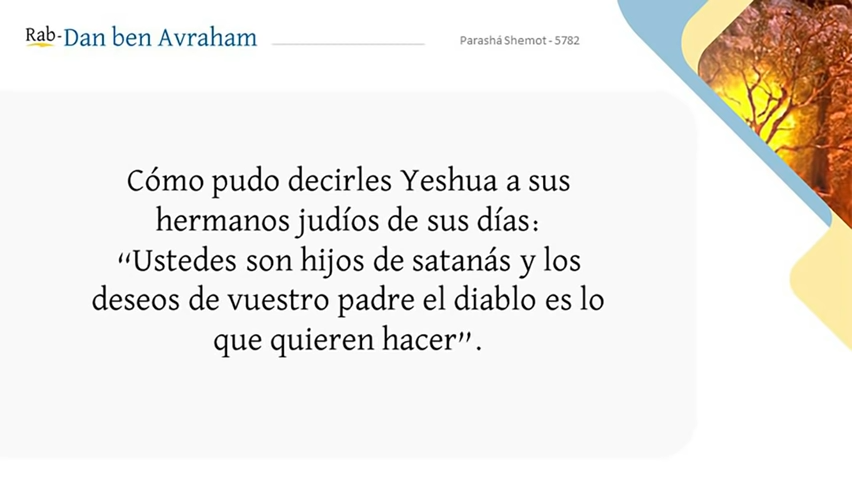 Rab-Dan ben Avraham
Parashá Shemot - 5782
Cómo pudo decirles Yeshua a sus
hermanos judíos de sus días:
“Ustedes son hijos de satanás y los
deseos de vuestro padre el diablo es lo
que quieren hacer”.